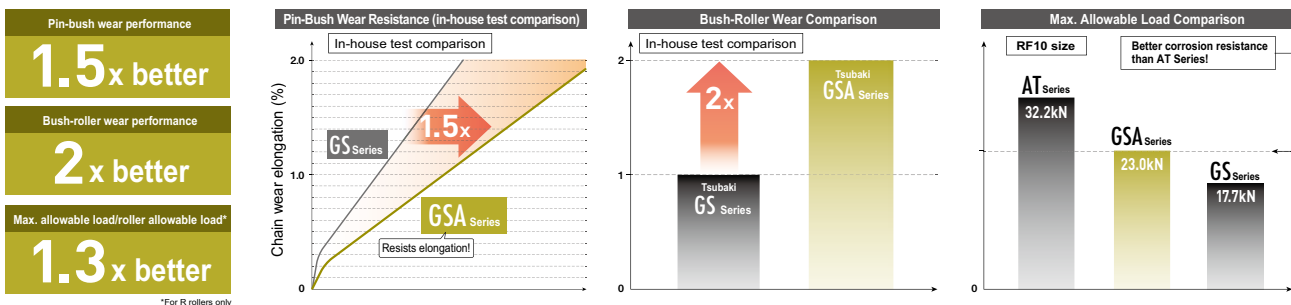 Pin-bush wear performance
1.5x better
Bush-roller wear performance
2x better
Max. allowable load/roller allowable load*
1.3x better
*For R rollers only
Pin-Bush Wear Resistance (in-house test comparison)
In-house test comparison
Chain wear elongation (%)
2.0
1.0
0
GS Series
1.5x
GSA Series
Resists elongation!
Bush-Roller Wear Comparison
In-house test comparison
2
1
0
2x
Tsubaki
GS Series
Tsubaki
GSA Series
Max. Allowable Load Comparison
RF10 size
Better corrosion resistance
than AT Series!
AT Series
32.2kN
GSA Series
23.0kN
GS Series
17.7kN
0